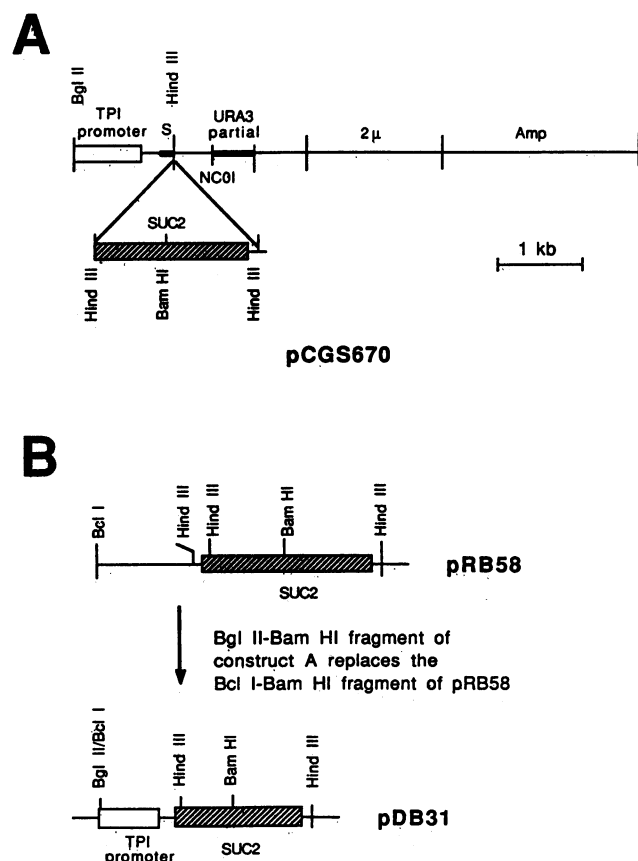 A
Bgl II
Hind III
TPI
promoter
S
URA3
partial
2μ
Amp
NCOI
SUC2
1 kb
Hind III
Bam HI
Hind III
pCGS670
B
Bcl I
Hind III
Hind III
Bam HI
Hind III
pRB58
SUC2
Bgl II-Bam HI fragment of
construct A replaces the
Bcl I-Bam HI fragment of pRB58
Bgl II/Bcl I
Hind III
Bam HI
Hind III
pDB31
TPI
promoter
SUC2